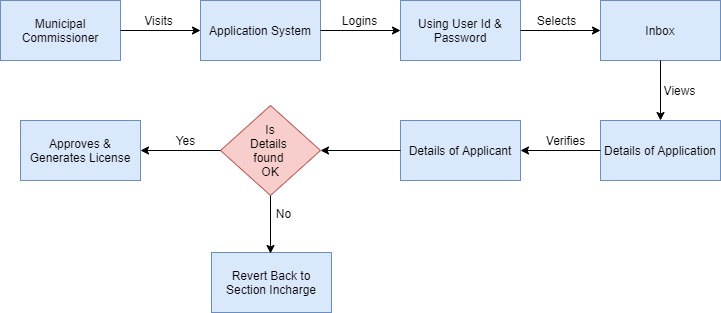 Municipal
Commissioner
Visits
Application System
Logins
Using User Id &
Password
Selects
Inbox
Views
Details of Application
Verifies
Details of Applicant
Is
Details
found
OK
Yes
Approves &
Generates License
No
Revert Back to
Section Incharge